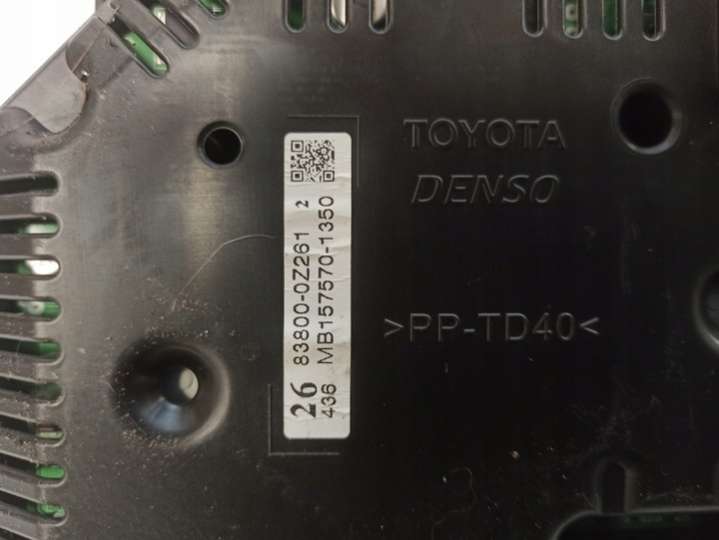 TOYOTA
DENSO
>PP-TD40<
26 83800-0Z261 2
436 MB157570-1350